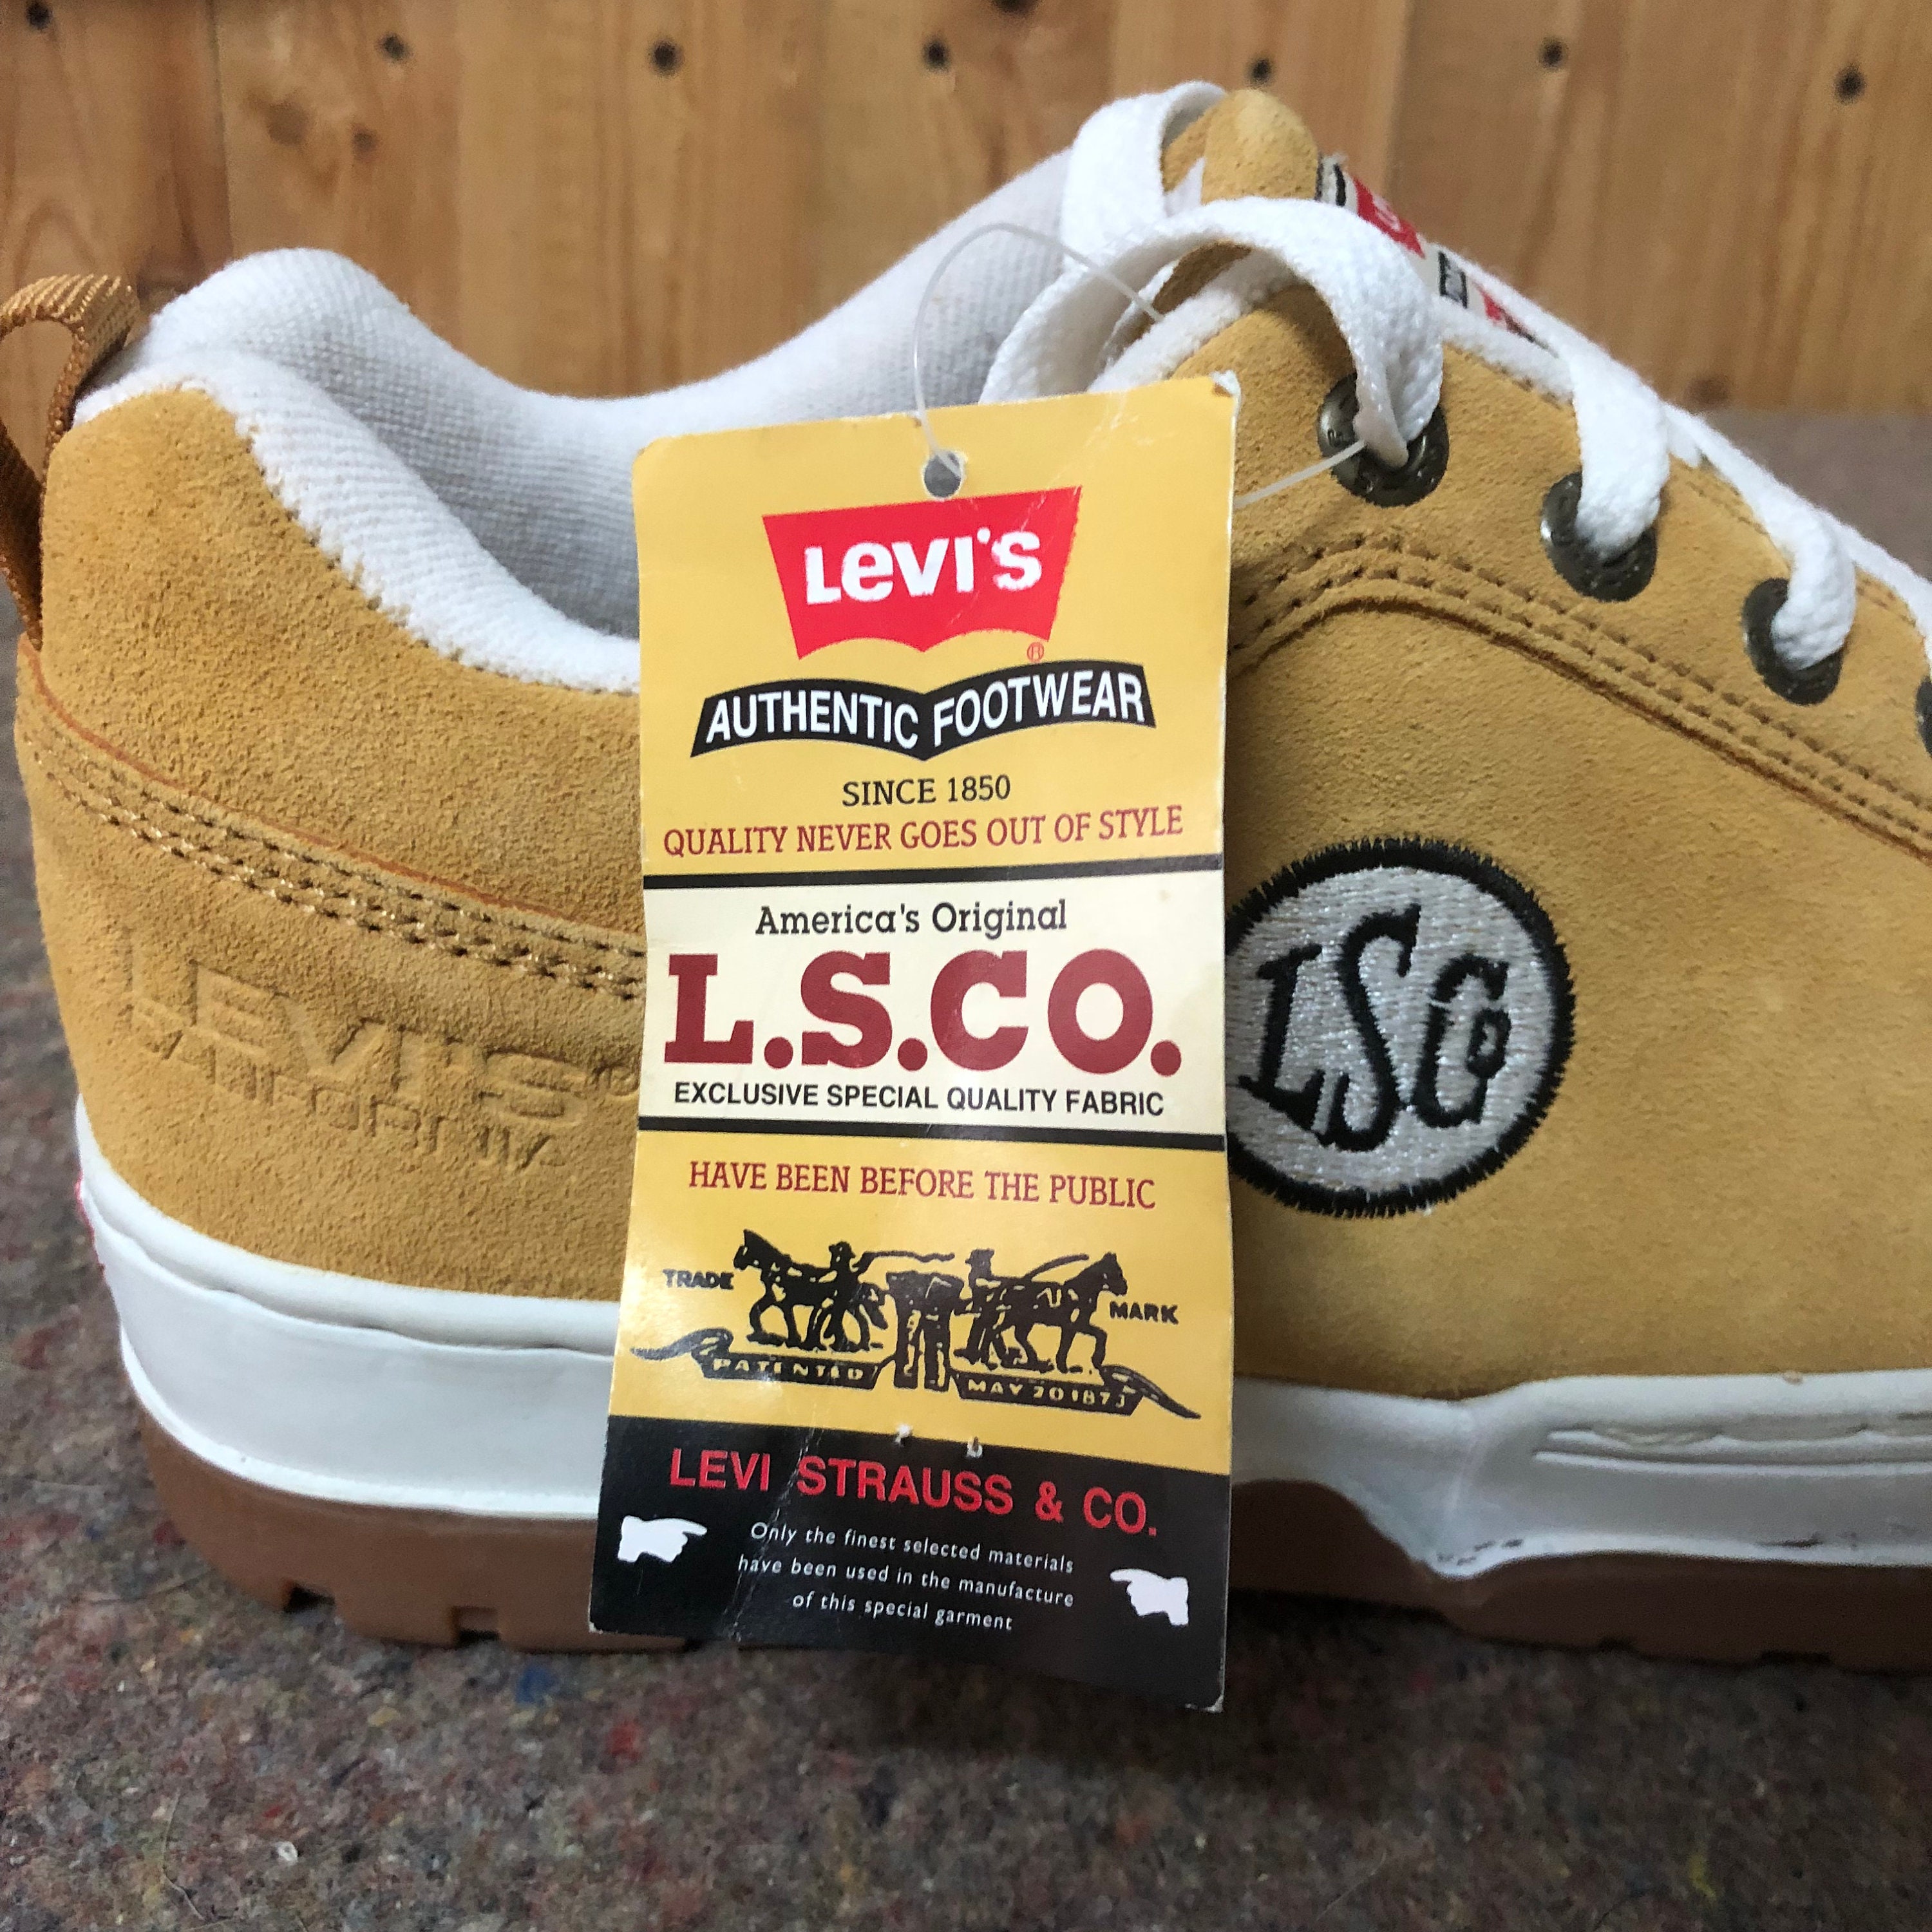 LEVI'S
®
AUTHENTIC FOOTWEAR
SINCE 1850
QUALITY NEVER GOES OUT OF STYLE
America's Original
L.S.CO.
EXCLUSIVE SPECIAL QUALITY FABRIC
HAVE BEEN BEFORE THE PUBLIC
TRADE MARK
PATENTED MAY 20 1873
LEVI STRAUSS & CO.
Only the finest selected materials
have been used in the manufacture
of this special garment
LEVI'S®
CALIFORNIA
LSCo